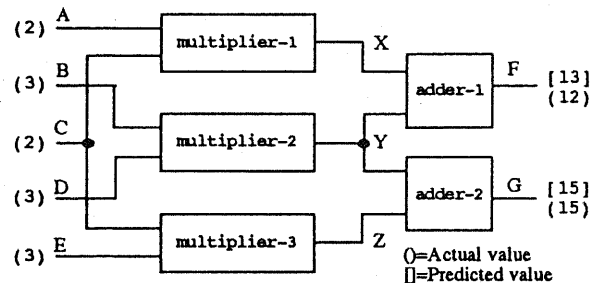 (2) A
multiplier-1
X
(3) B
adder-1
F
[13]
(12)
(2) C
multiplier-2
Y
(3) D
adder-2
G
[15]
(15)
(3) E
multiplier-3
Z
()=Actual value
[]=Predicted value